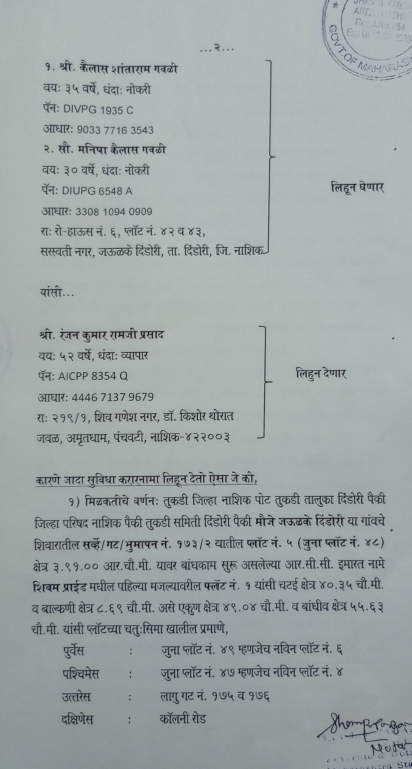 ...२...
GOVT OF MAHARASH
१. श्री. कैलास शांताराम गवळी
वय: ३५ वर्षे, धंदा: नोकरी
पॅन: DIVPG 1935 C
आधार: 9033 7716 3543
२. सौ. मनिषा कैलास गवळी
वय: ३० वर्षे, धंदा: नोकरी
पॅन: DIUPG 6548 A
लिहून घेणार
आधार: 3308 1094 0909
रा: रो-हाऊस नं. ६, प्लॉट नं. ४२ व ४३,
सरस्वती नगर, जऊळके दिंडोरी, ता. दिंडोरी, जि. नाशिक
यांसी...
श्री. रंजन कुमार रामजी प्रसाद
वय: ५२ वर्षे, धंदा: व्यापार
पॅन: AICPP 8354 Q
लिहुन देणार
आधार: 4446 7137 9679
रा: २१९/१, शिव गणेश नगर, डॉ. किशोर थोरात
जवळ, अमृतधाम, पंचवटी, नाशिक-४२२००३
कारणे जादा सुविधा करारनामा लिहून देतो ऐसा जे की,
१) मिळकतीचे वर्णन: तुकडी जिल्हा नाशिक पोट तुकडी तालुका दिंडोरी पैकी
जिल्हा परिषद नाशिक पैकी तुकडी समिती दिंडोरी पैकी मौजे जऊळके दिंडोरी या गांवचे
शिवारातील सर्व्हे/गट/भुमापन नं. १७३/२ यातील प्लॉट नं. ५ (जुना प्लॉट नं. ४८)
क्षेत्र ३.९१.०० आर.चौ.मी. यावर बांधकाम सुरू असलेल्या आर.सी.सी. इमारत नामे
शिवम प्राईड मधील पहिल्या मजल्यावरील फ्लॅट नं. १ यांसी चटई क्षेत्र ४०.३५ चौ.मी.
व बाल्कणी क्षेत्र ८.६९ चौ.मी. असे एकुण क्षेत्र ४९.०४ चौ.मी. व बांधीव क्षेत्र ५५.६३
चौ.मी. यांसी प्लॉटच्या चतु:सिमा खालील प्रमाणे,
पुर्वेस : जुना प्लॉट नं. ४९ म्हणजेच नविन प्लॉट नं. ६
पश्चिमेस : जुना प्लॉट नं. ४७ म्हणजेच नविन प्लॉट नं. ४
उत्तरेस : लागु गट नं. १७५ व १७६
दक्षिणेस : कॉलनी रोड